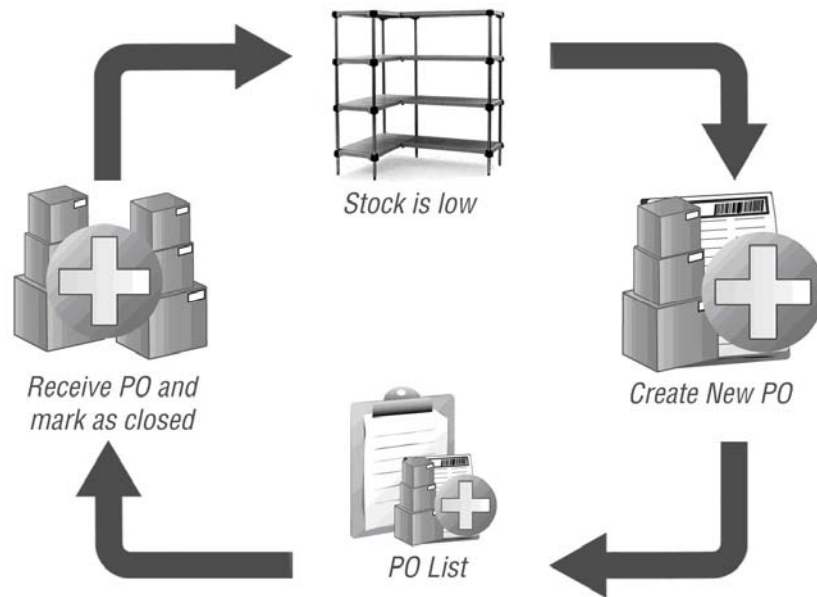 Stock is low
Create New PO
PO List
Receive PO and
mark as closed